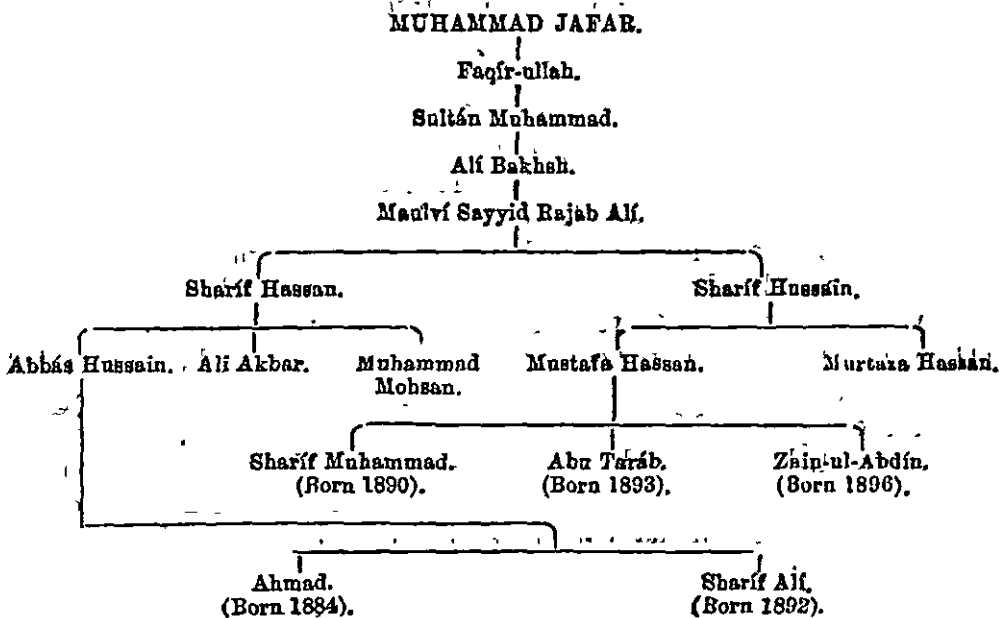 MUHAMMAD JAFAR.
Faqír-ullah.
Sultán Muhammad.
Alí Bakhsh.
Maulví Sayyid Rajab Alí.
Sharíf Hassan. Sharíf Hussain.
Abbás Hussain. Ali Akbar. Muhammad Mohsan. Mustafa Hassan. Murtaza Hassan.
Sharíf Muhammad. Abu Taráb. Zain-ul-Abdín.
(Born 1890). (Born 1893). (Born 1896).
Ahmad. Sharíf Alí.
(Born 1884). (Born 1892).